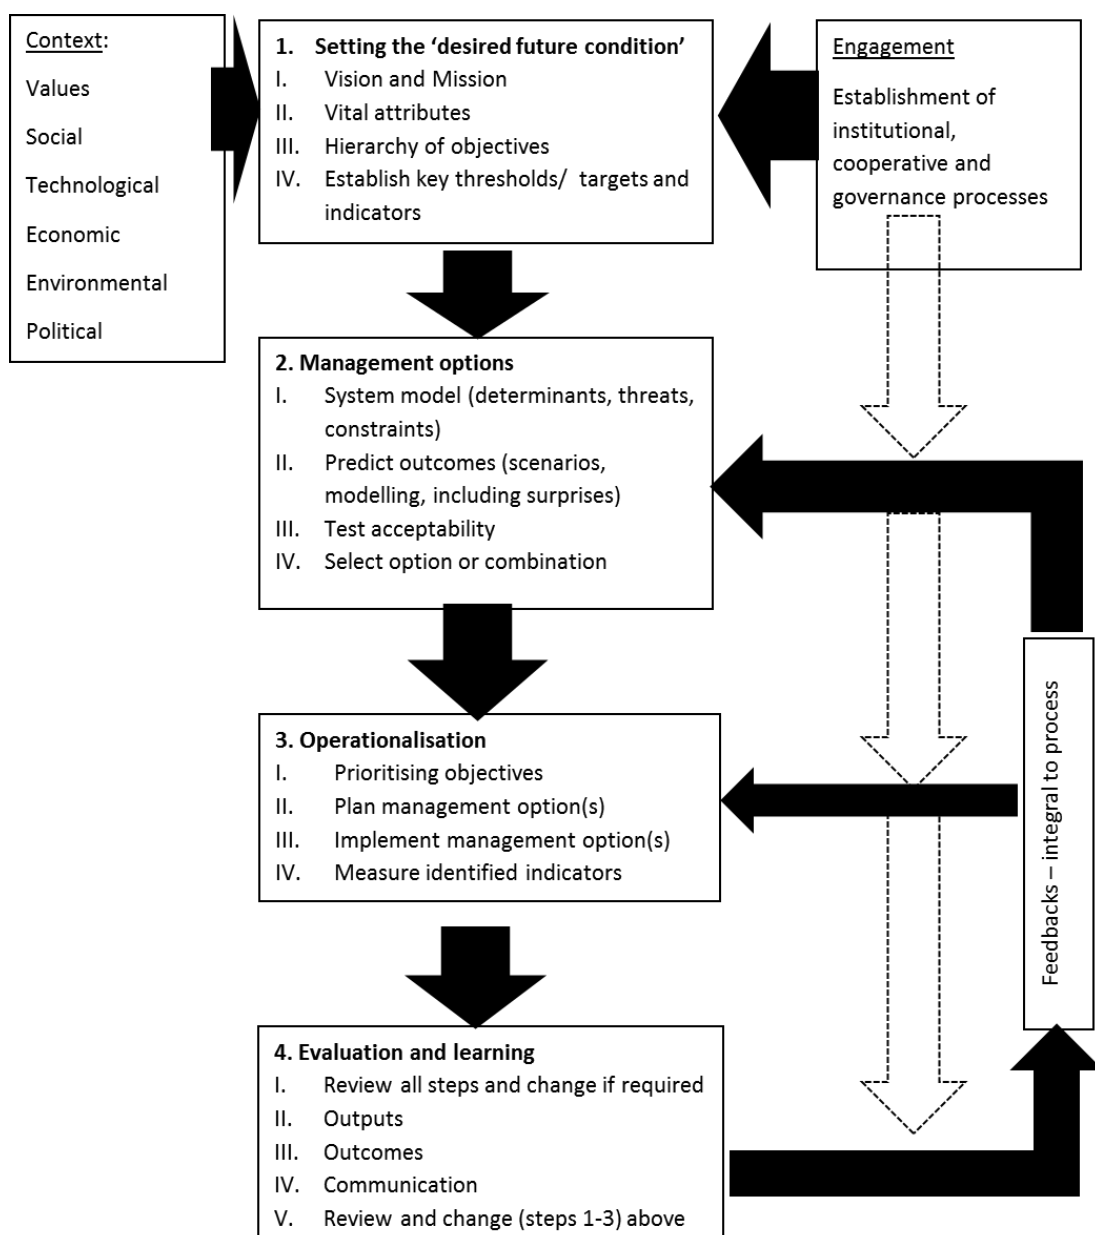 Context:
Values
Social
Technological
Economic
Environmental
Political
1. Setting the ‘desired future condition’
I. Vision and Mission
II. Vital attributes
III. Hierarchy of objectives
IV. Establish key thresholds/ targets and
indicators
Engagement
Establishment of
institutional,
cooperative and
governance processes
2. Management options
I. System model (determinants, threats,
constraints)
II. Predict outcomes (scenarios,
modelling, including surprises)
III. Test acceptability
IV. Select option or combination
3. Operationalisation
I. Prioritising objectives
II. Plan management option(s)
III. Implement management option(s)
IV. Measure identified indicators
Feedbacks – integral to process
4. Evaluation and learning
I. Review all steps and change if required
II. Outputs
III. Outcomes
IV. Communication
V. Review and change (steps 1-3) above